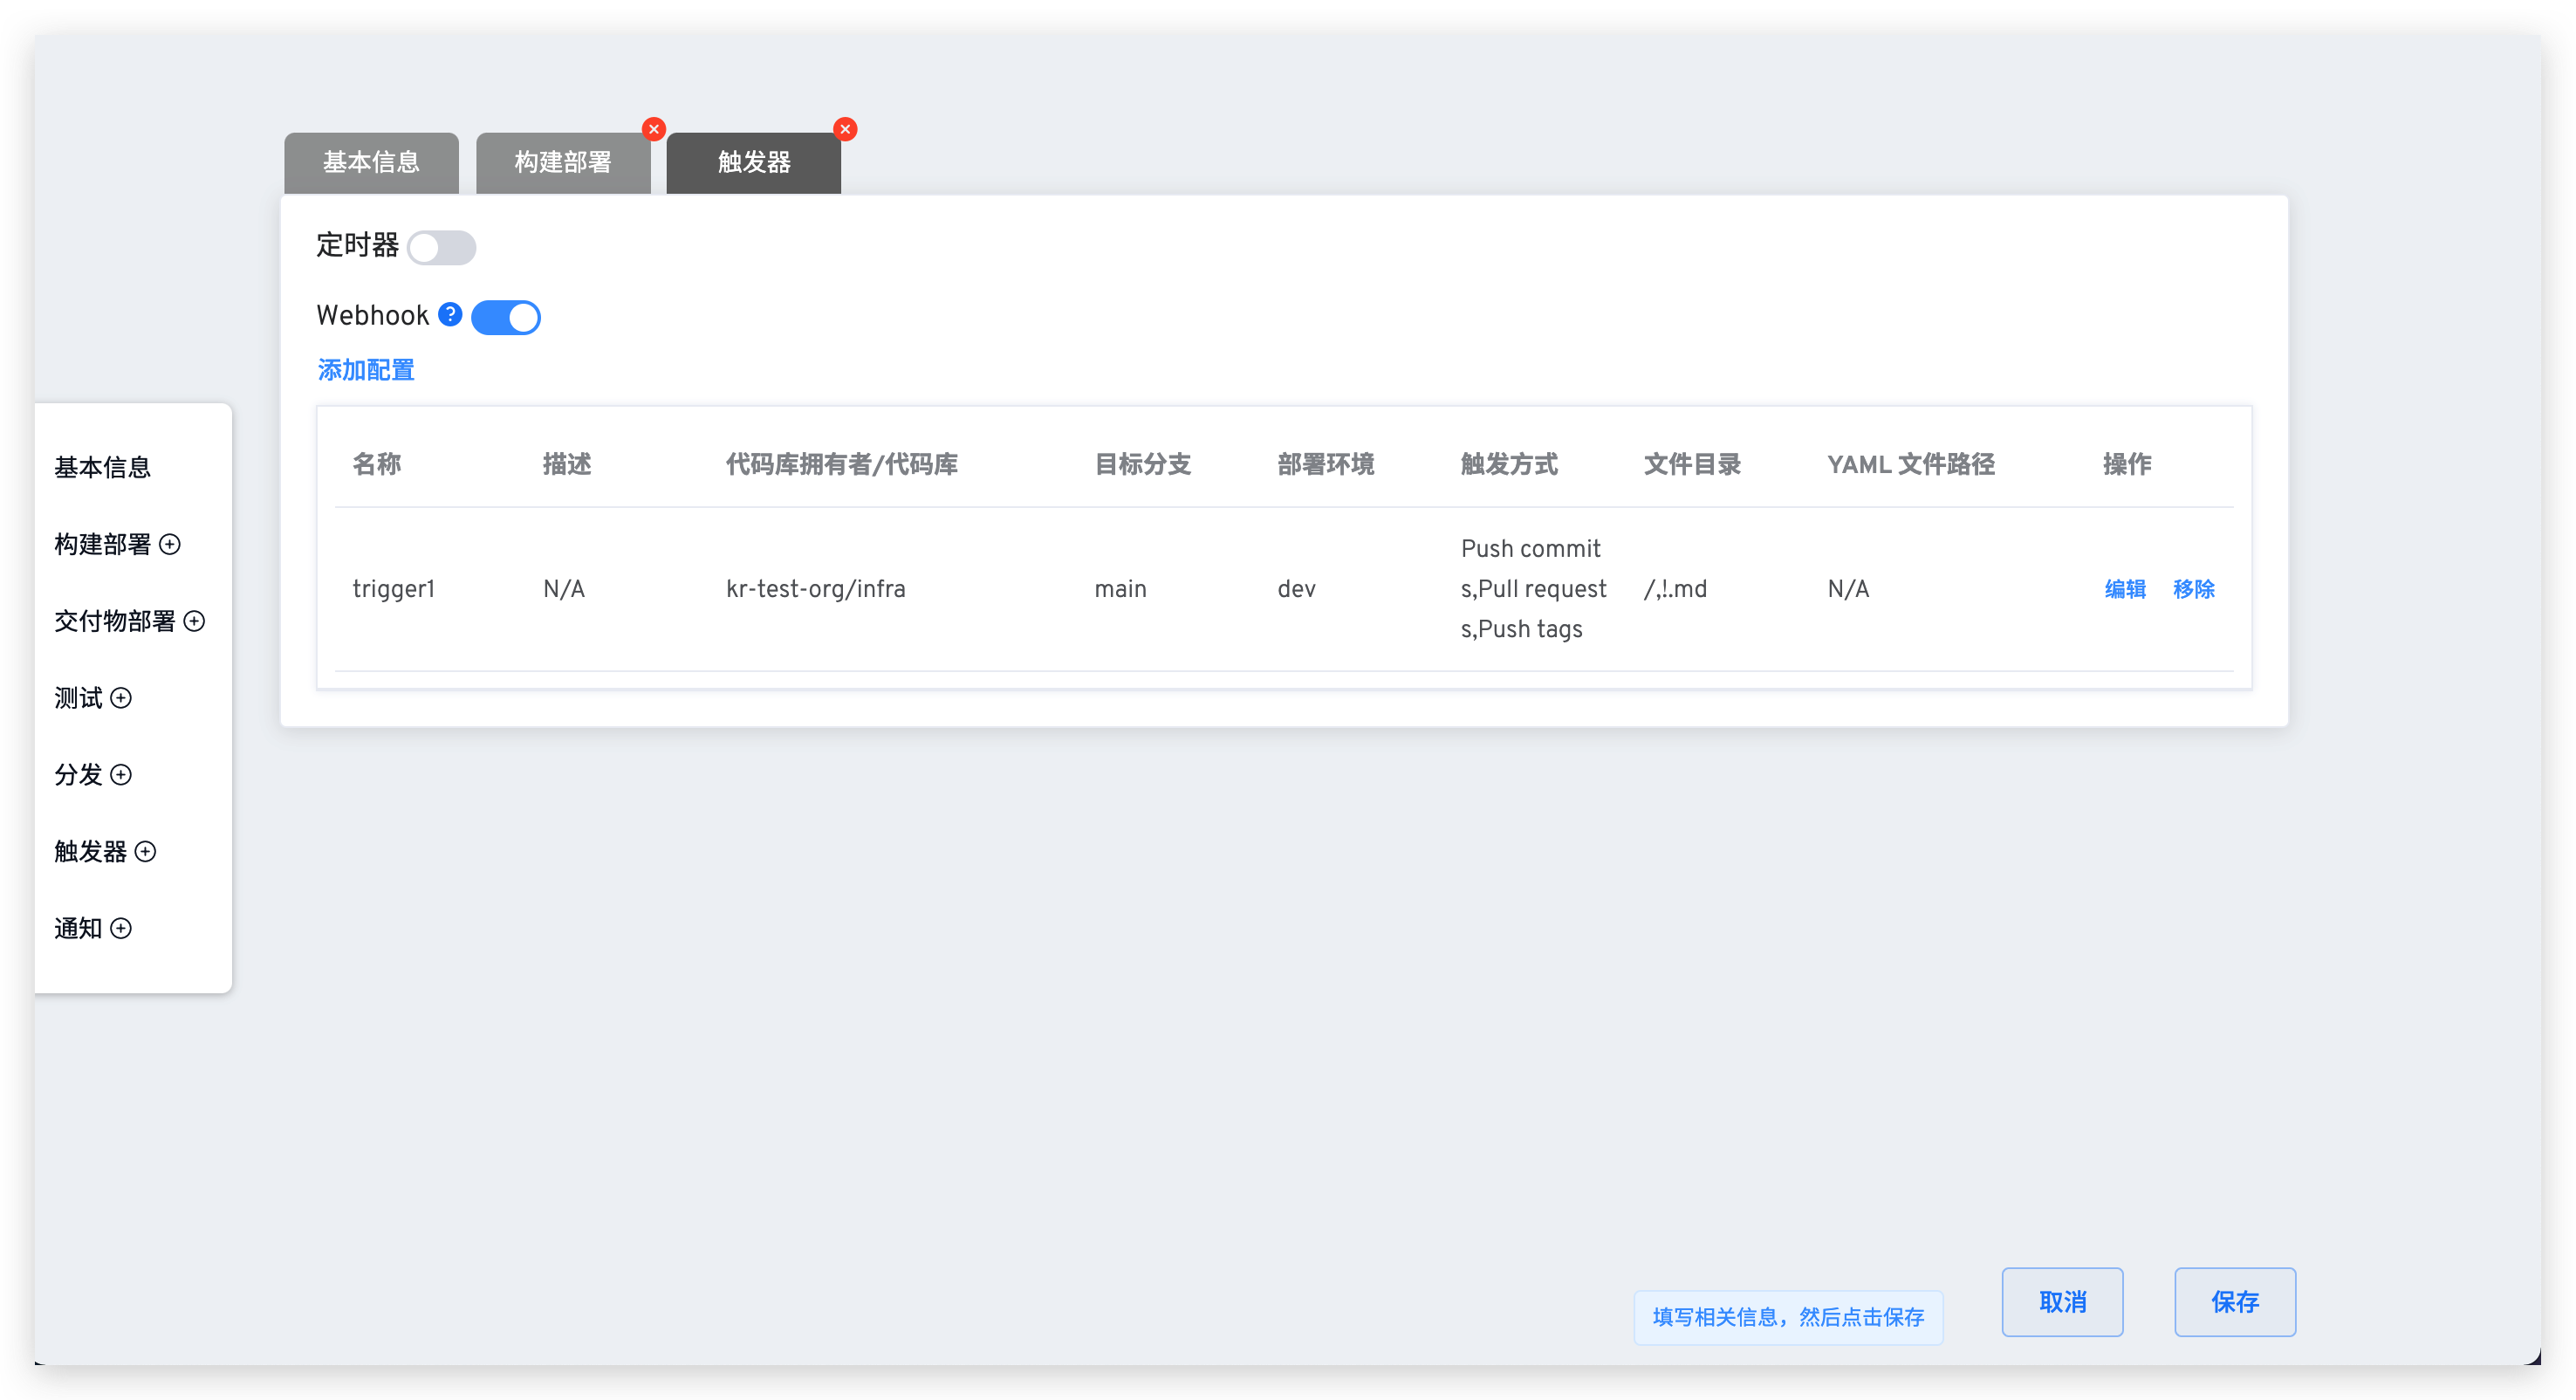 基本信息 构建部署 触发器
定时器
Webhook
添加配置
名称 描述 代码库拥有者/代码库 目标分支 部署环境 触发方式 文件目录 YAML 文件路径 操作
trigger1 N/A kr-test-org/infra main dev Push commit
s,Pull request
s,Push tags /,!.md N/A 编辑 移除
基本信息
构建部署
交付物部署
测试
分发
触发器
通知
填写相关信息，然后点击保存
取消
保存